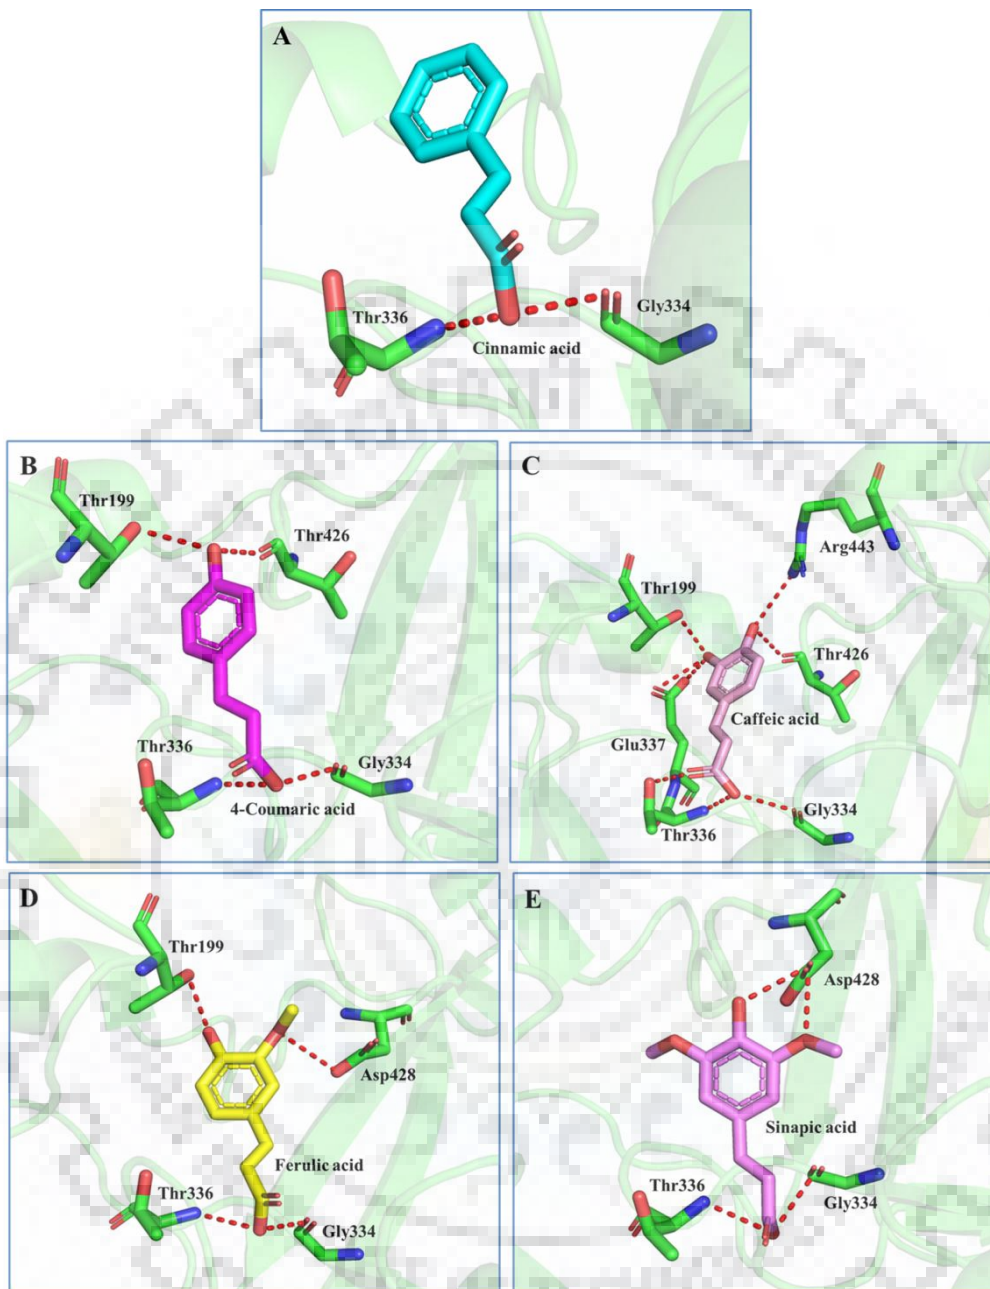 A
Thr336
Gly334
Cinnamic acid
B
Thr199
Thr426
Thr336
Gly334
4-Coumaric acid
C
Arg443
Thr199
Thr426
Caffeic acid
Glu337
Gly334
Thr336
D
Thr199
Asp428
Ferulic acid
Thr336
Gly334
E
Asp428
Sinapic acid
Thr336
Gly334